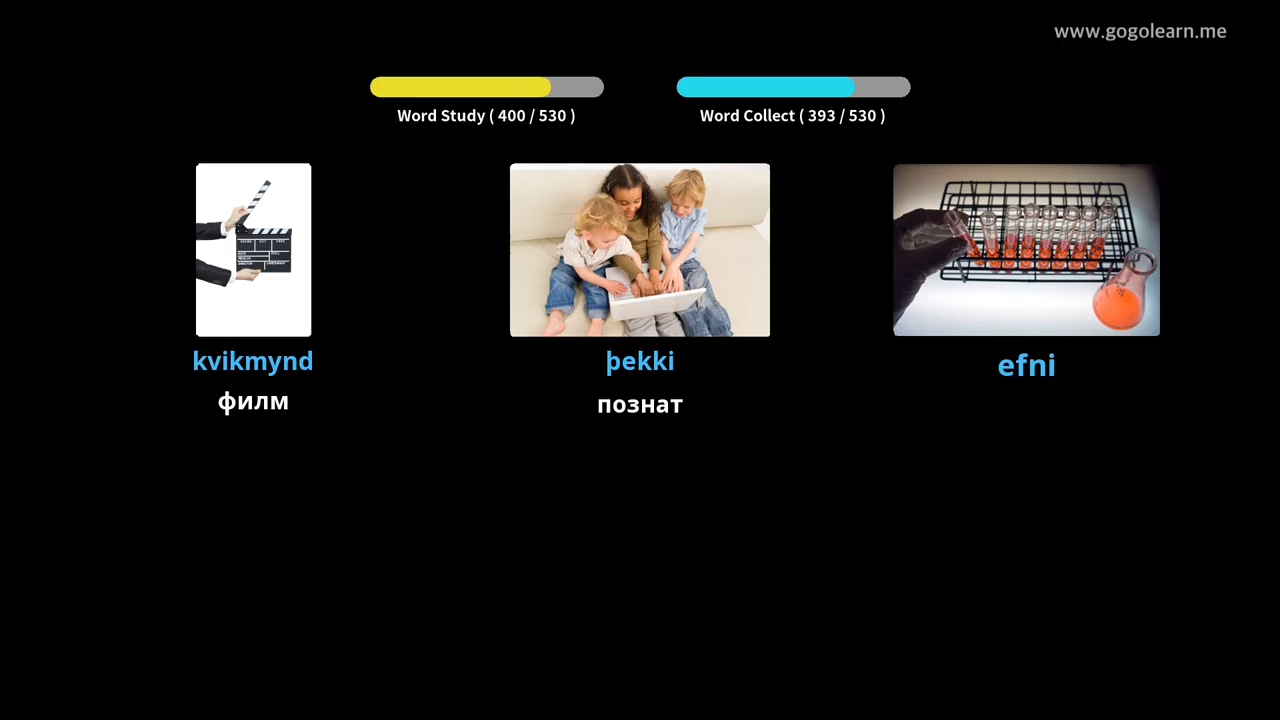 www.gogolearn.me
Word Study ( 400 / 530 )
Word Collect ( 393 / 530 )
kvikmynd
þekki
efni
филм
познат